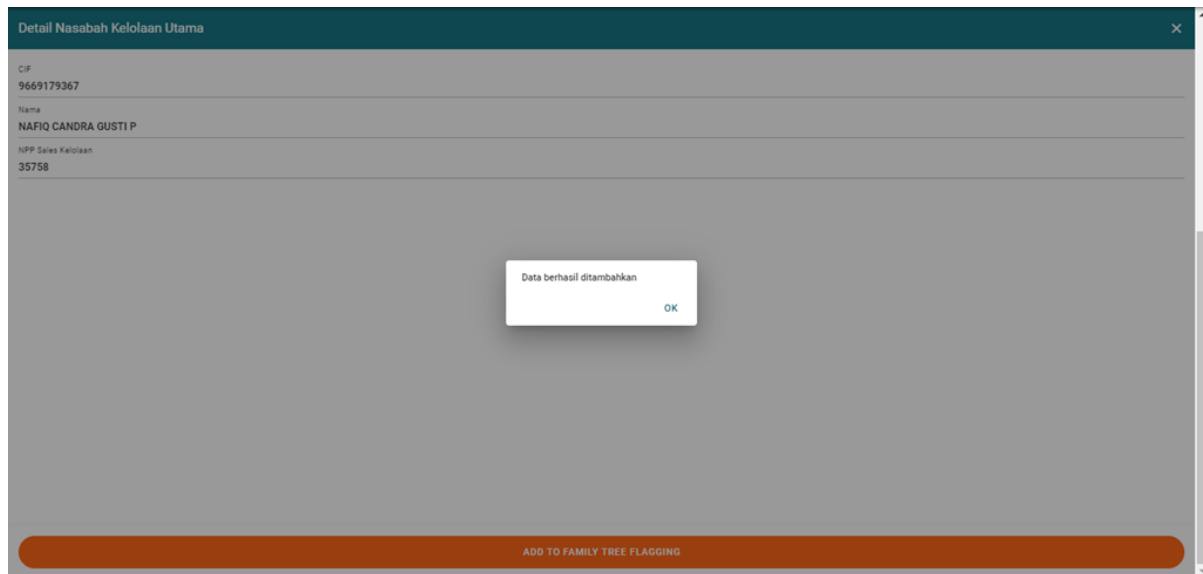 Detail Nasabah Kelolaan Utama
CIF
9669179367
Nama
NAFIQ CANDRA GUSTI P
NPP Sales Kelolaan
35758
Data berhasil ditambahkan
OK
ADD TO FAMILY TREE FLAGGING